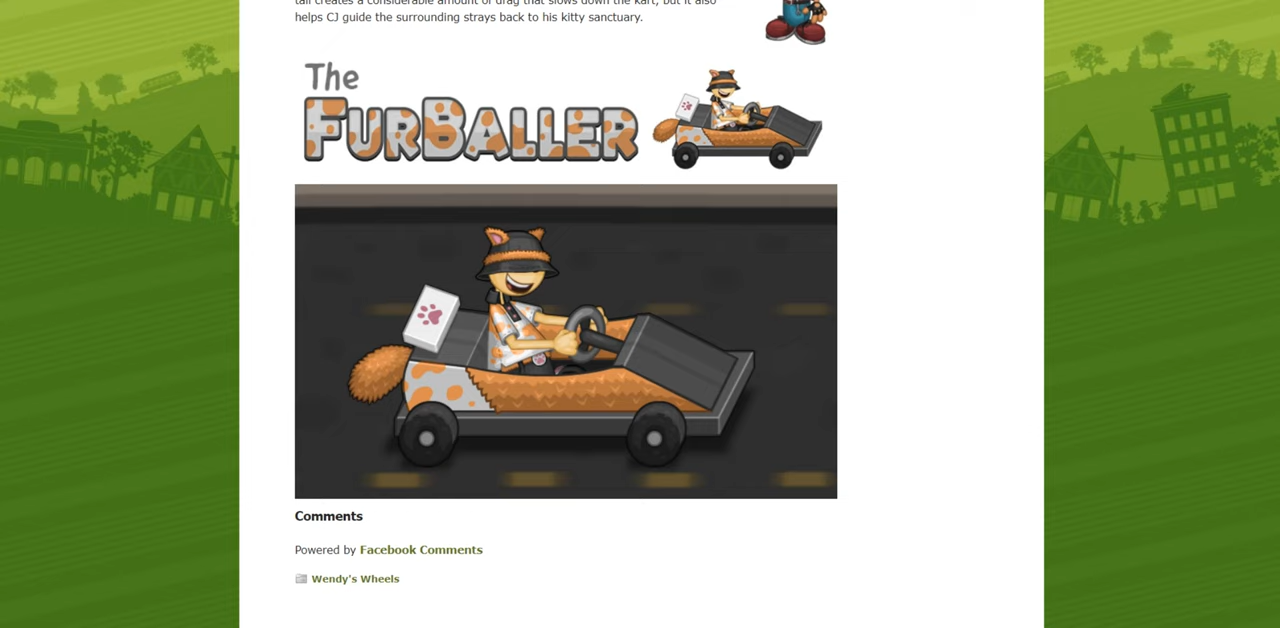 tail creates a considerable amount of drag that slows down the kart, but it also
helps CJ guide the surrounding strays back to his kitty sanctuary.
The
FURBALLER
Comments
Powered by Facebook Comments
Wendy's Wheels